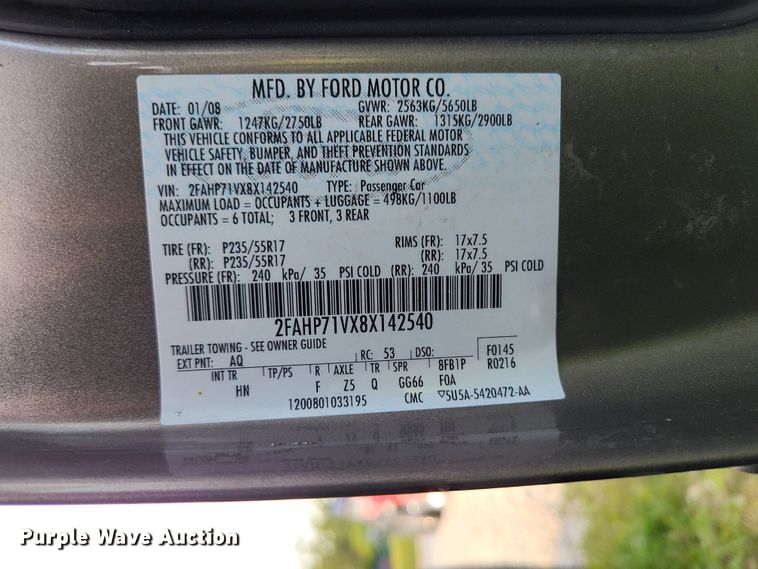 MFD. BY FORD MOTOR CO.
DATE: 01/08 GVWR: 2563KG/5650LB
FRONT GAWR: 1247KG/2750LB REAR GAWR: 1315KG/2900LB
THIS VEHICLE CONFORMS TO ALL APPLICABLE FEDERAL MOTOR
VEHICLE SAFETY, BUMPER, AND THEFT PREVENTION STANDARDS
IN EFFECT ON THE DATE OF MANUFACTURE SHOWN ABOVE.
VIN: 2FAHP71VX8X142540 TYPE: Passenger Car
MAXIMUM LOAD = OCCUPANTS + LUGGAGE = 498KG/1100LB
OCCUPANTS = 6 TOTAL; 3 FRONT, 3 REAR
TIRE (FR): P235/55R17 RIMS (FR): 17x7.5
(RR): P235/55R17 (RR): 17x7.5
PRESSURE (FR): 240 kPa/ 35 PSI COLD (RR): 240 kPa/ 35 PSI COLD
2FAHP71VX8X142540
TRAILER TOWING - SEE OWNER GUIDE
EXT PNT: AQ RC: 53 DSO: F0145
INT TR TP/PS R AXLE TR SPR 8FB1P R0216
HN F Z5 Q GG66 F0A
1200801033195 CMC ▽5U5A-5420472-AA
Purple Wave Auction